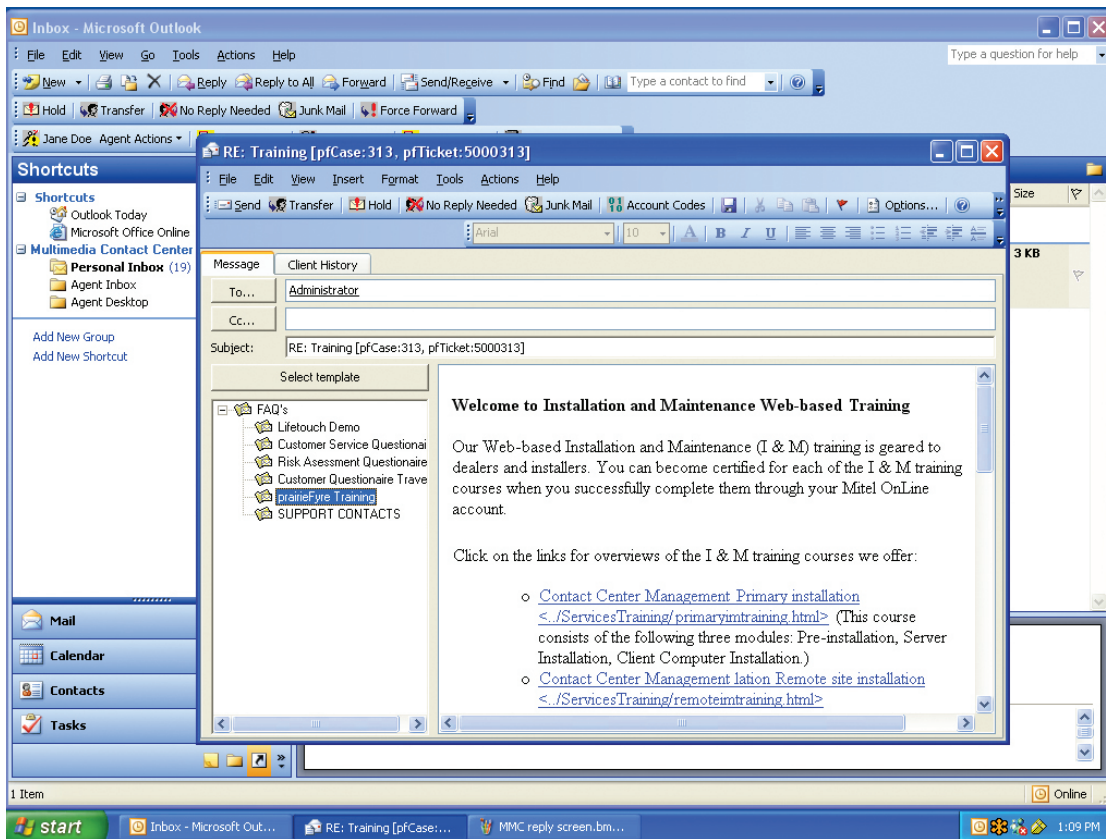 Inbox - Microsoft Outlook
File Edit View Go Tools Actions Help
Type a question for help
New Reply Reply to All Forward Send/Receive Find Type a contact to find
Hold Transfer No Reply Needed Junk Mail Force Forward
Jane Doe Agent Actions
Shortcuts
Shortcuts
Outlook Today
Microsoft Office Online
Multimedia Contact Center
Personal Inbox (19)
Agent Inbox
Agent Desktop
Add New Group
Add New Shortcut
Mail
Calendar
Contacts
Tasks
Size
3 KB
RE: Training [pfCase:313, pfTicket:5000313]
File Edit View Insert Format Tools Actions Help
Send Transfer Hold No Reply Needed Junk Mail Account Codes Options...
Arial 10 A B I U
Message Client History
To... Administrator
Cc...
Subject: RE: Training [pfCase:313, pfTicket:5000313]
Select template
FAQ's
Lifetouch Demo
Customer Service Questionai
Risk Asessment Questionaire
Customer Questionaire Trave
prairieFyre Training
SUPPORT CONTACTS
Welcome to Installation and Maintenance Web-based Training
Our Web-based Installation and Maintenance (I & M) training is geared to
dealers and installers. You can become certified for each of the I & M training
courses when you successfully complete them through your Mitel OnLine
account.
Click on the links for overviews of the I & M training courses we offer:
o Contact Center Management Primary installation
<../ServicesTraining/primaryimtraining.html> (This course
consists of the following three modules: Pre-installation, Server
Installation, Client Computer Installation.)
o Contact Center Management lation Remote site installation
<../ServicesTraining/remoteimtraining.html>
1 Item
Online
start
Inbox - Microsoft Out...
RE: Training [pfCase:...
MMC reply screen.bm...
1:09 PM